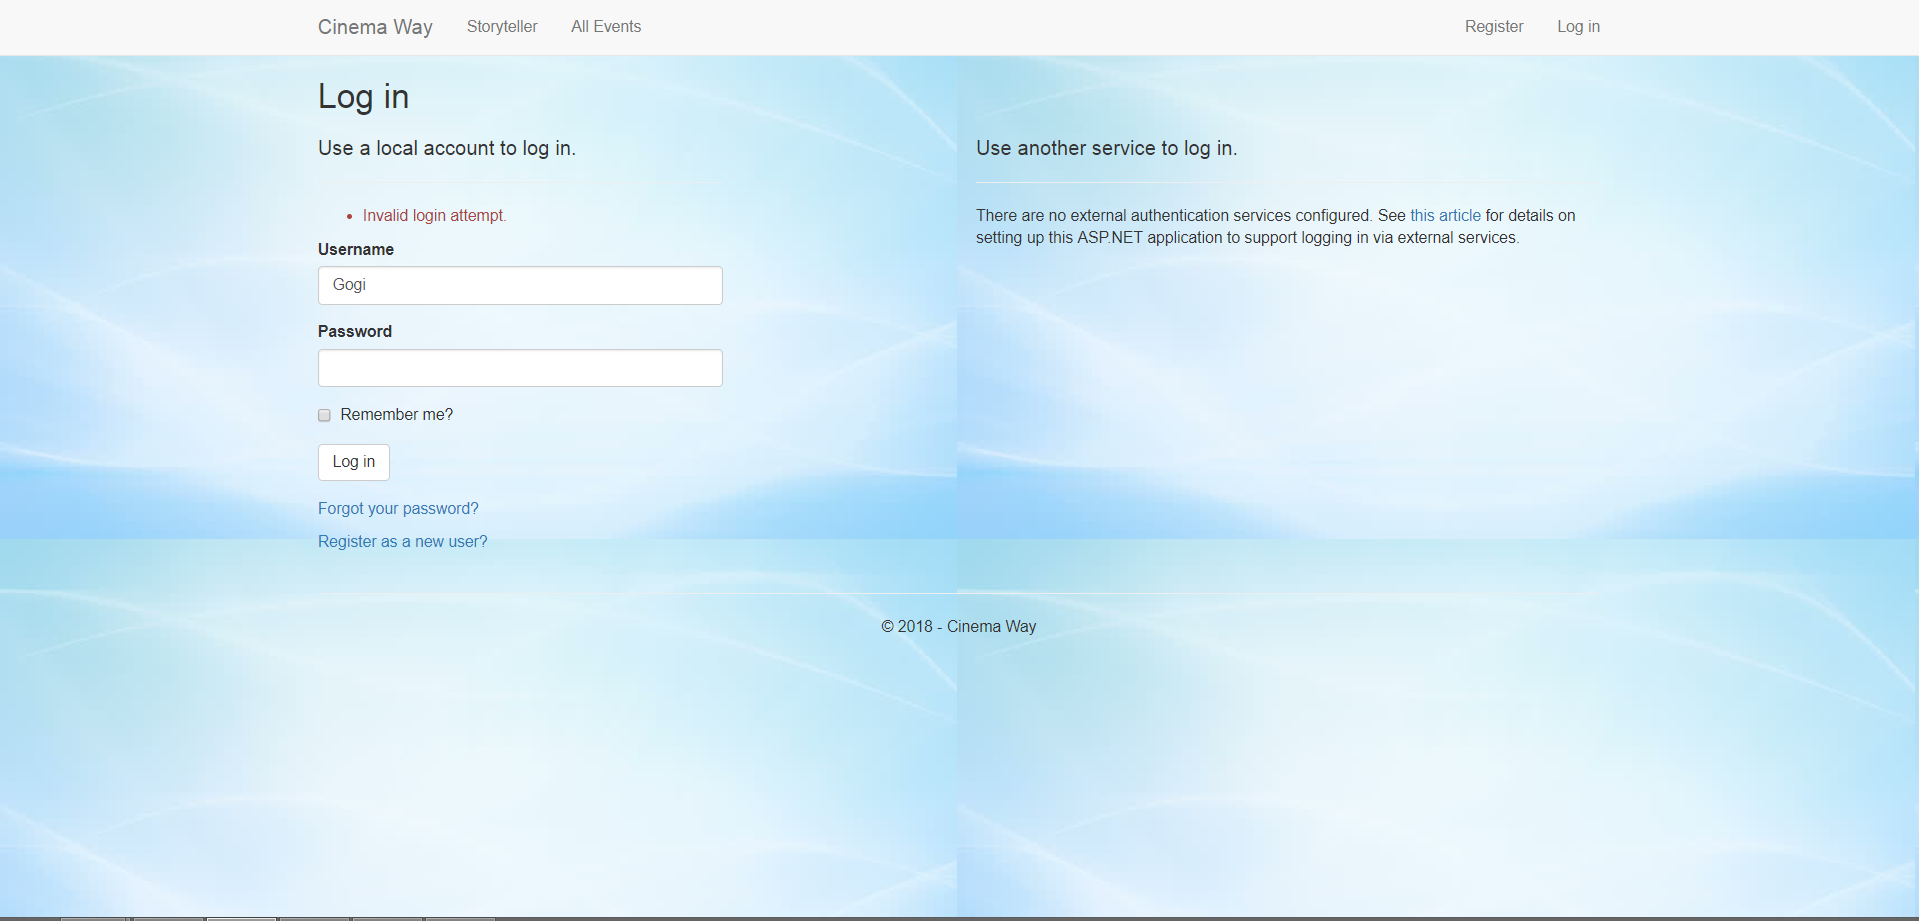 Cinema Way Storyteller All Events Register Log in
Log in
Use a local account to log in.
Invalid login attempt.
Username
Gogi
Password
Remember me?
Log in
Forgot your password?
Register as a new user?
Use another service to log in.
There are no external authentication services configured. See this article for details on
setting up this ASP.NET application to support logging in via external services.
© 2018 - Cinema Way